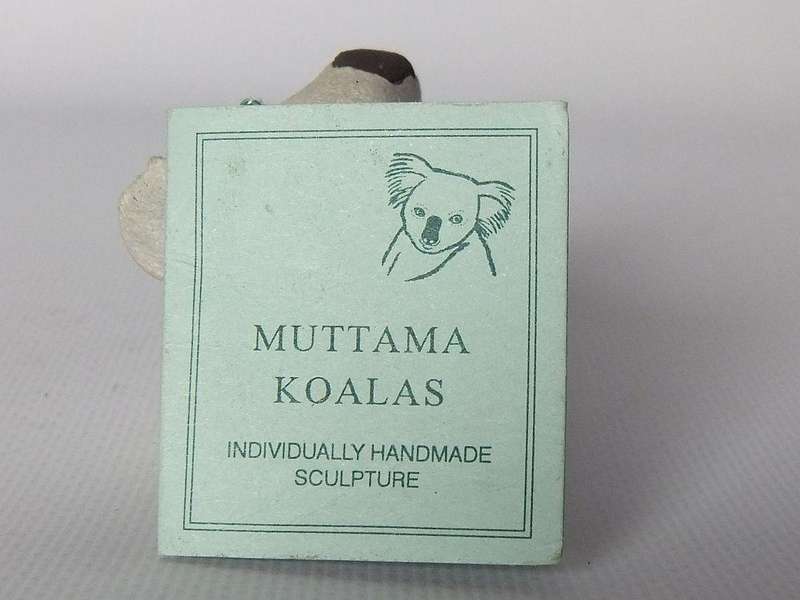 MUTTAMA
KOALAS
INDIVIDUALLY HANDMADE
SCULPTURE